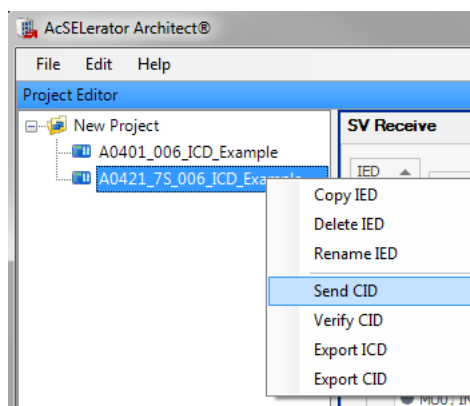 AcSELerator Architect®
File Edit Help
Project Editor
New Project
A0401_006_ICD_Example
A0421_7S_006_ICD_Example
SV Receive
IED
Copy IED
Delete IED
Rename IED
Send CID
Verify CID
Export ICD
Export CID